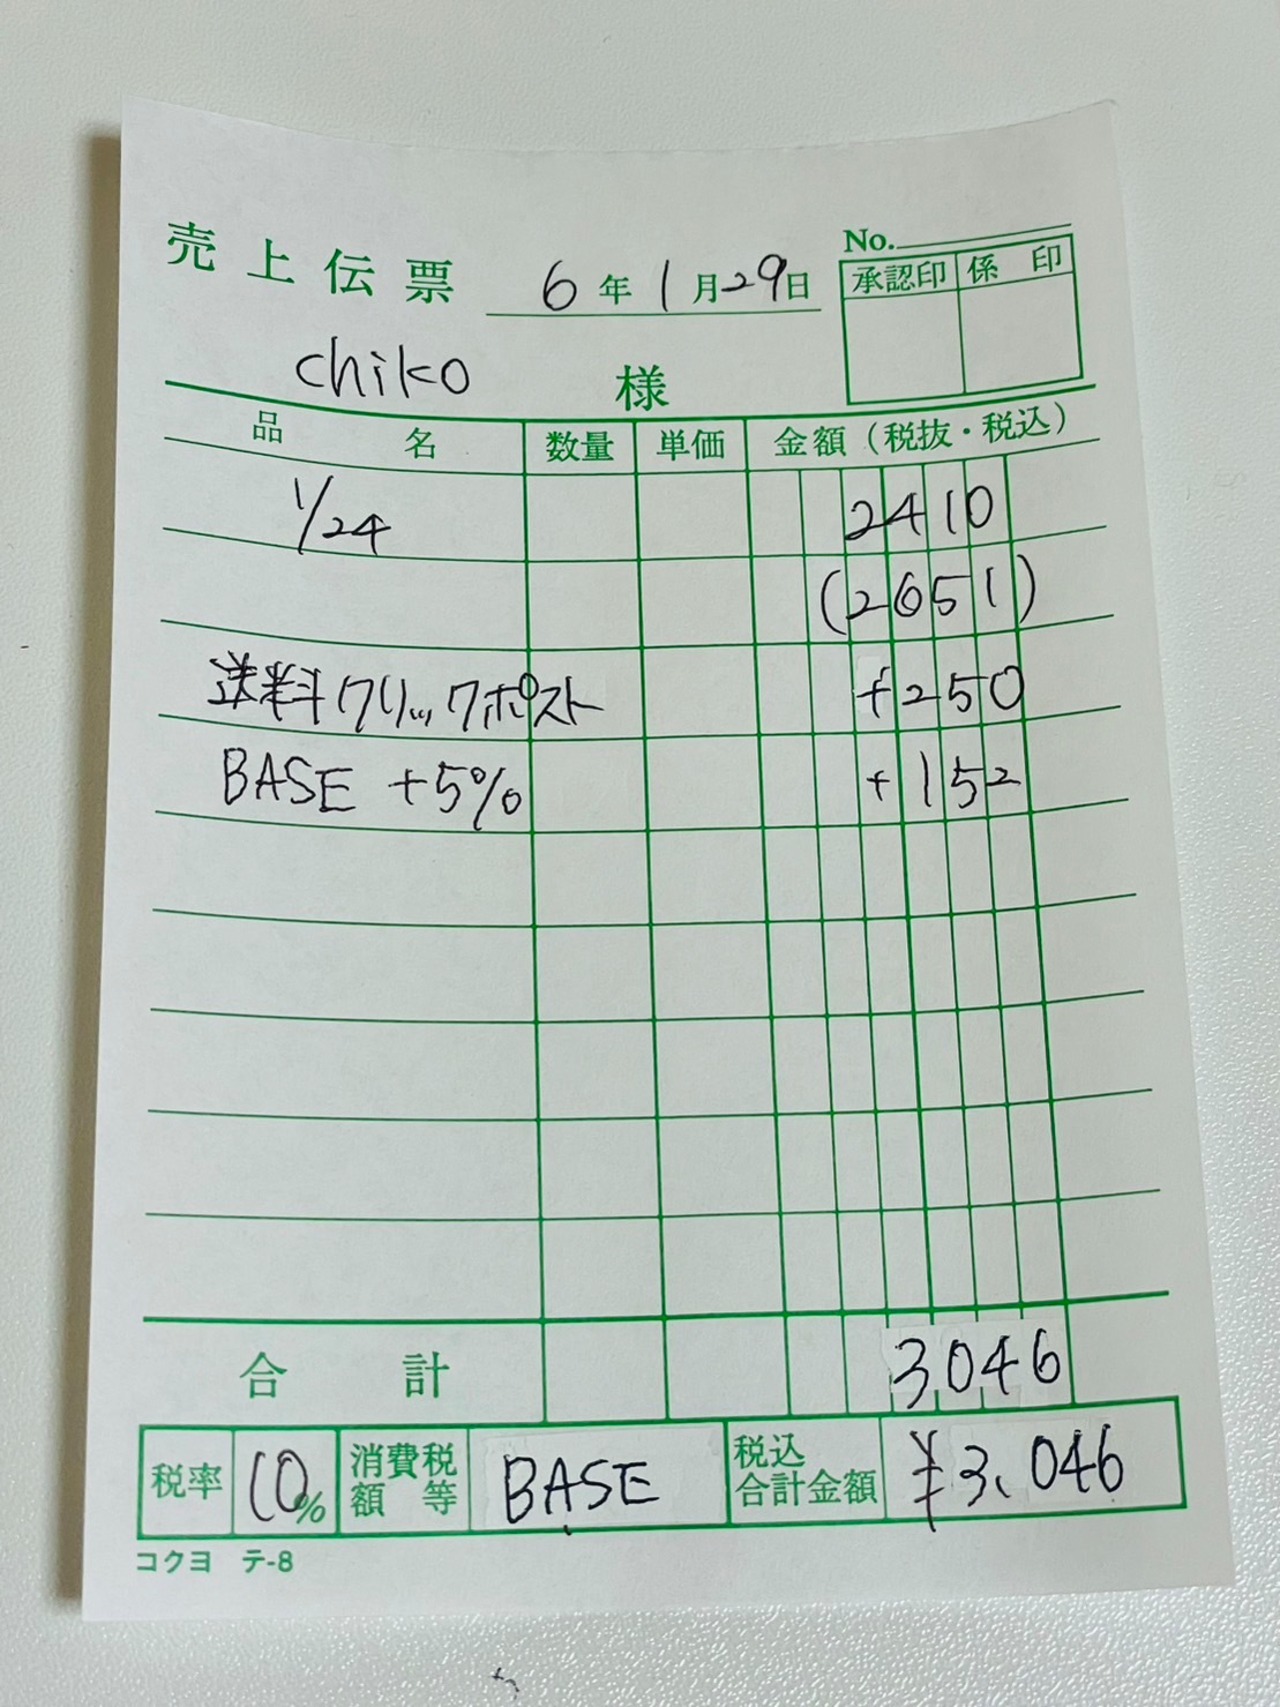 売上伝票 6年1月29日 No.
承認印 係印
chiko 様
品名 数量 単価 金額(税抜・税込)
1/24 2410
(2651)
送料クリックポスト +250
BASE +5% +152
合計 3046
税率 10% 消費税額等 BASE 税込合計金額 ¥3,046
コクヨ テ-8